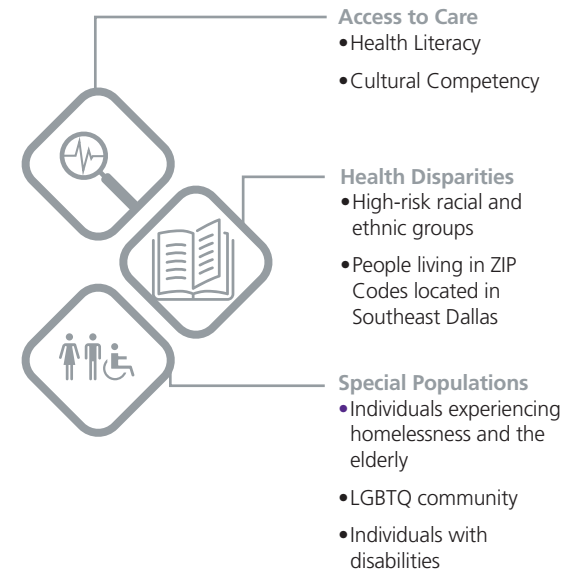 Access to Care
•Health Literacy
•Cultural Competency
Health Disparities
•High-risk racial and
ethnic groups
•People living in ZIP
Codes located in
Southeast Dallas
Special Populations
•Individuals experiencing
homelessness and the
elderly
•LGBTQ community
•Individuals with
disabilities